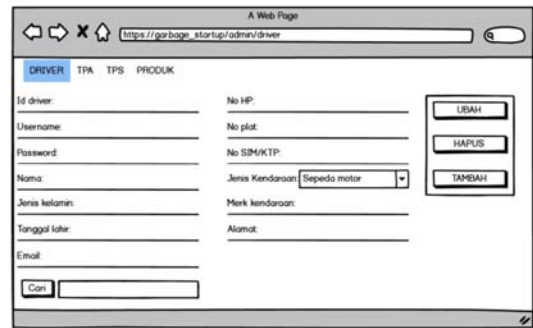 A Web Page
https://garbage_startup/admin/driver
DRIVER TPA TPS PRODUK
Id driver:
Username:
Password:
Nama:
Jenis kelamin:
Tanggal lahir:
Email:
Cari
No HP:
No plat:
No SIM/KTP:
Jenis Kendaraan: Sepeda motor
Merk kendaraan:
Alamat:
UBAH
HAPUS
TAMBAH